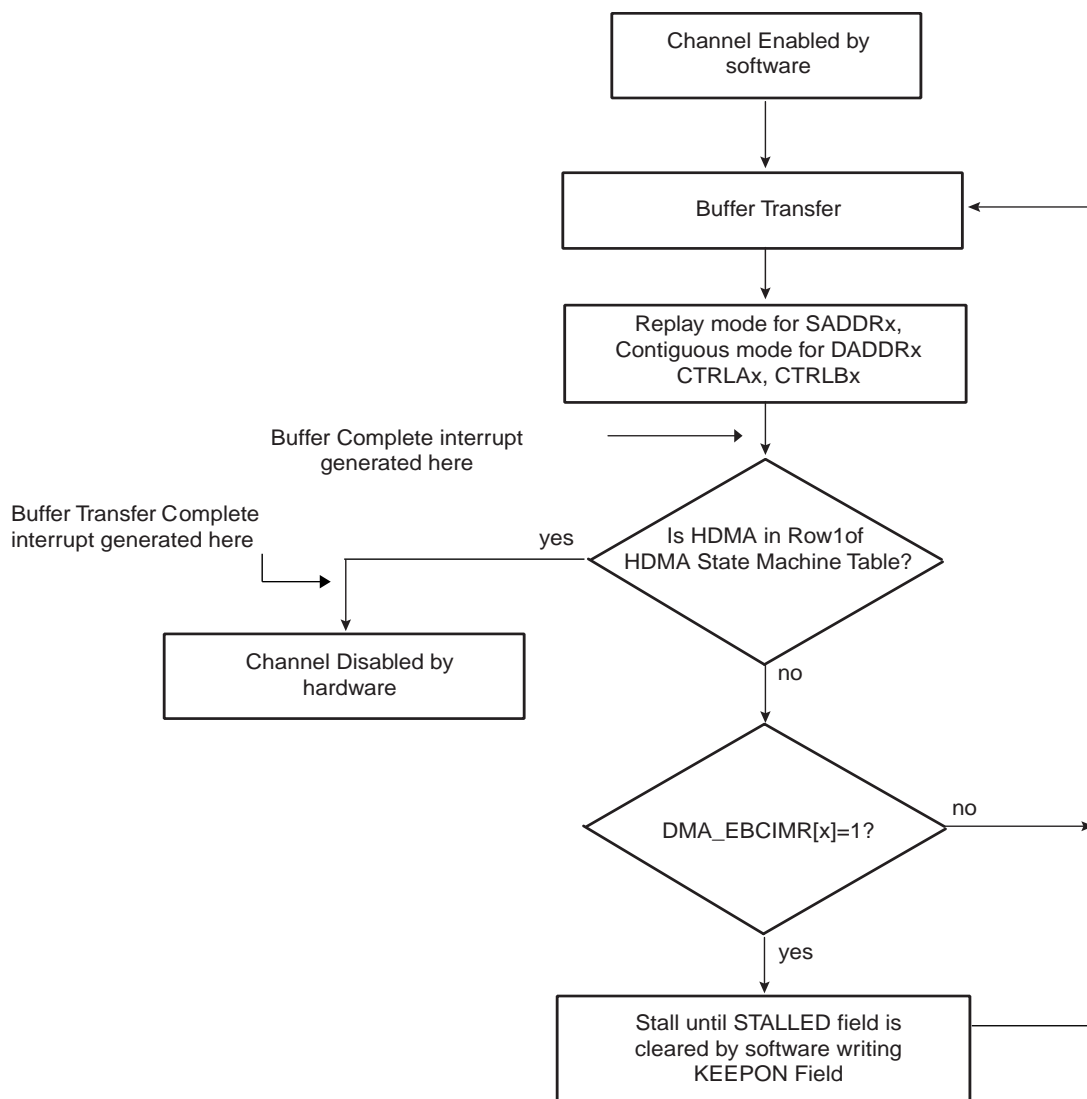 Channel Enabled by
software
Buffer Transfer
Replay mode for SADDRx,
Contiguous mode for DADDRx
CTRLAx, CTRLBx
Buffer Complete interrupt
generated here
Buffer Transfer Complete
interrupt generated here
yes
Is HDMA in Row1of
HDMA State Machine Table?
Channel Disabled by
hardware
no
DMA_EBCIMR[x]=1?
no
yes
Stall until STALLED field is
cleared by software writing
KEEPON Field